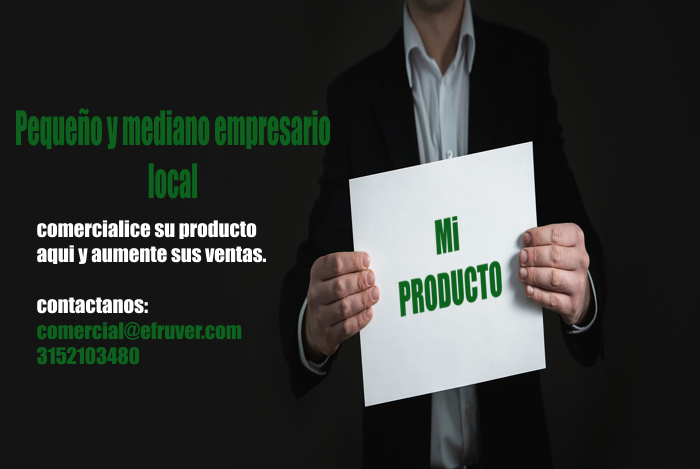 Pequeño y mediano empresario
local
comercialice su producto
aqui y aumente sus ventas.
contactanos:
comercial@efruver.com
3152103480
Mi
PRODUCTO